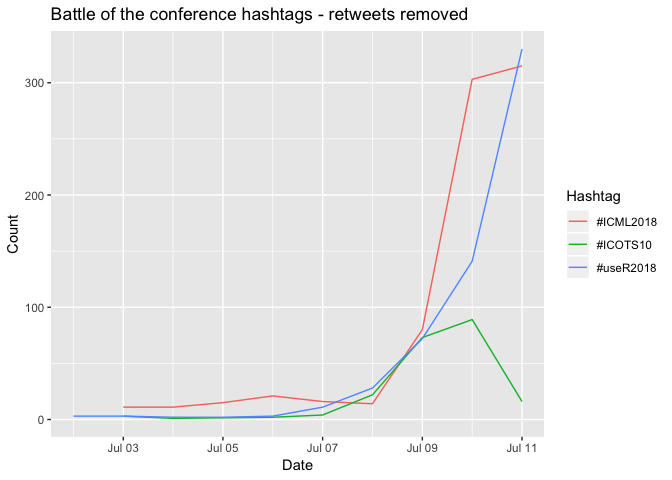 Battle of the conference hashtags - retweets removed
300
200
100
0
Count
Jul 03 Jul 05 Jul 07 Jul 09 Jul 11
Date
Hashtag
#ICML2018
#ICOTS10
#useR2018